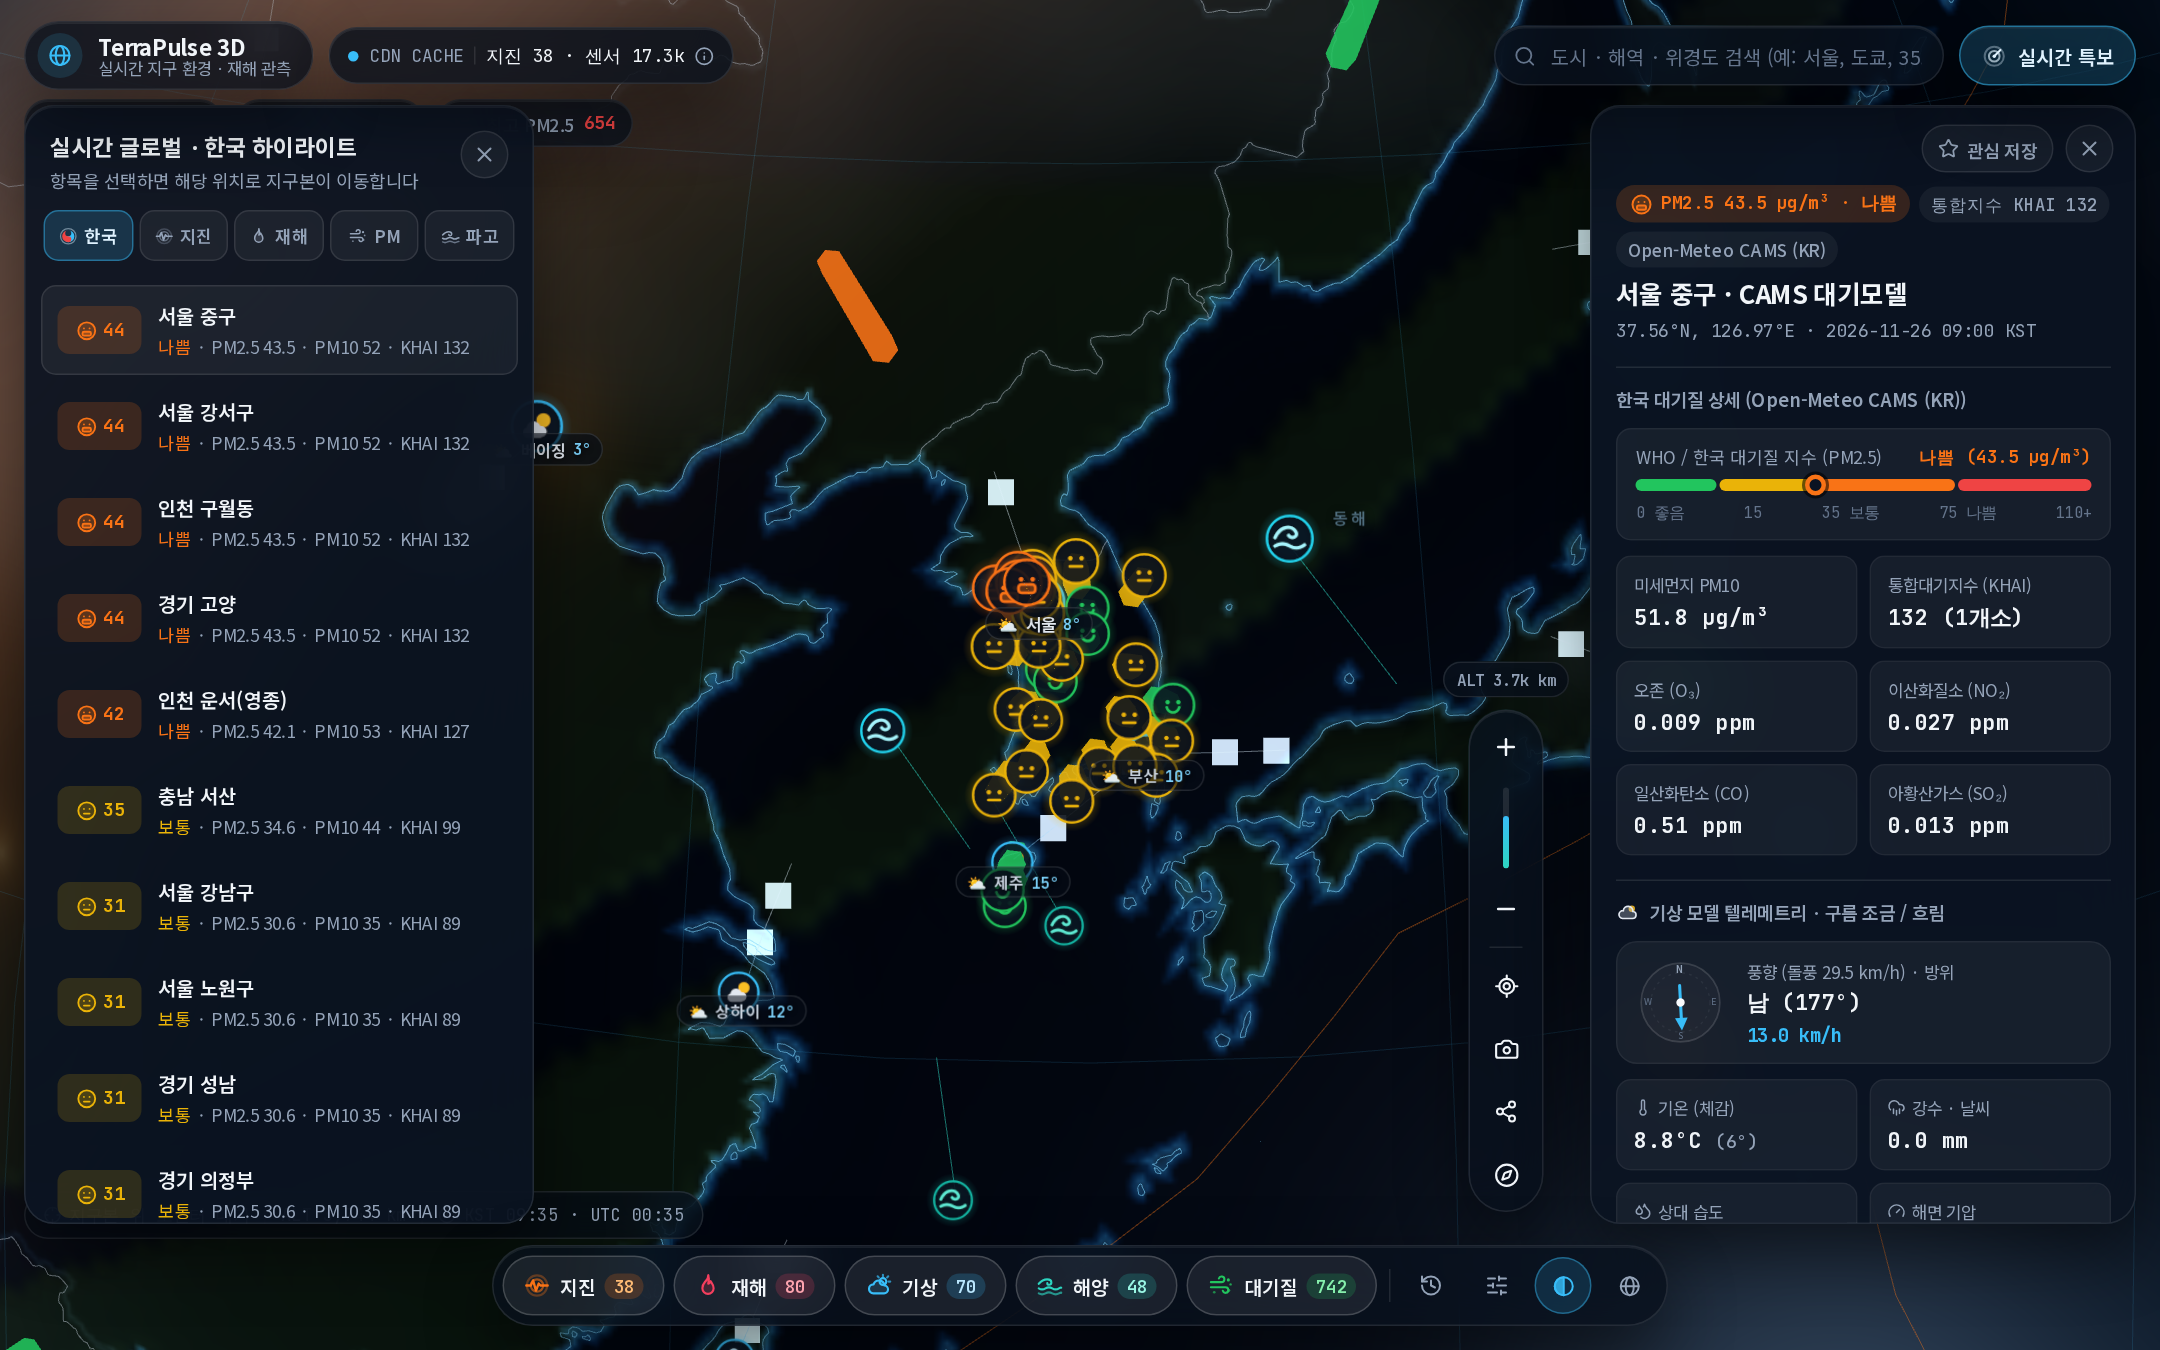 TerraPulse 3D
실시간 지구 환경 · 재해 관측
CDN CACHE
지진 38 · 센서 17.3k
도시 · 해역 · 위경도 검색 (예: 서울, 도쿄, 35
실시간 특보
PM2.5 654
실시간 글로벌 · 한국 하이라이트
항목을 선택하면 해당 위치로 지구본이 이동합니다
한국
지진
재해
PM
파고
44
서울 중구
나쁨 · PM2.5 43.5 · PM10 52 · KHAI 132
44
서울 강서구
나쁨 · PM2.5 43.5 · PM10 52 · KHAI 132
44
인천 구월동
나쁨 · PM2.5 43.5 · PM10 52 · KHAI 132
44
경기 고양
나쁨 · PM2.5 43.5 · PM10 52 · KHAI 132
42
인천 운서(영종)
나쁨 · PM2.5 42.1 · PM10 53 · KHAI 127
35
충남 서산
보통 · PM2.5 34.6 · PM10 44 · KHAI 99
31
서울 강남구
보통 · PM2.5 30.6 · PM10 35 · KHAI 89
31
서울 노원구
보통 · PM2.5 30.6 · PM10 35 · KHAI 89
31
경기 성남
보통 · PM2.5 30.6 · PM10 35 · KHAI 89
31
경기 의정부
보통 · PM2.5 30.6 · PM10 35 · KHAI 89
:35 · UTC 00:35
베이징 3°
동해
서울 8°
부산 10°
제주 15°
상하이 12°
ALT 3.7k km
관심 저장
PM2.5 43.5 µg/m³ · 나쁨
통합지수 KHAI 132
Open-Meteo CAMS (KR)
서울 중구 · CAMS 대기모델
37.56°N, 126.97°E · 2026-11-26 09:00 KST
한국 대기질 상세 (Open-Meteo CAMS (KR))
WHO / 한국 대기질 지수 (PM2.5)
나쁨 (43.5 µg/m³)
0 좋음
15
35 보통
75 나쁨
110+
미세먼지 PM10
51.8 µg/m³
통합대기지수 (KHAI)
132 (1개소)
오존 (O₃)
0.009 ppm
이산화질소 (NO₂)
0.027 ppm
일산화탄소 (CO)
0.51 ppm
아황산가스 (SO₂)
0.013 ppm
기상 모델 텔레메트리 · 구름 조금 / 흐림
N
W
E
S
풍향 (돌풍 29.5 km/h) · 방위
남 (177°)
13.0 km/h
기온 (체감)
8.8°C (6°)
강수 · 날씨
0.0 mm
상대 습도
해면 기압
지진 38
재해 80
기상 70
해양 48
대기질 742